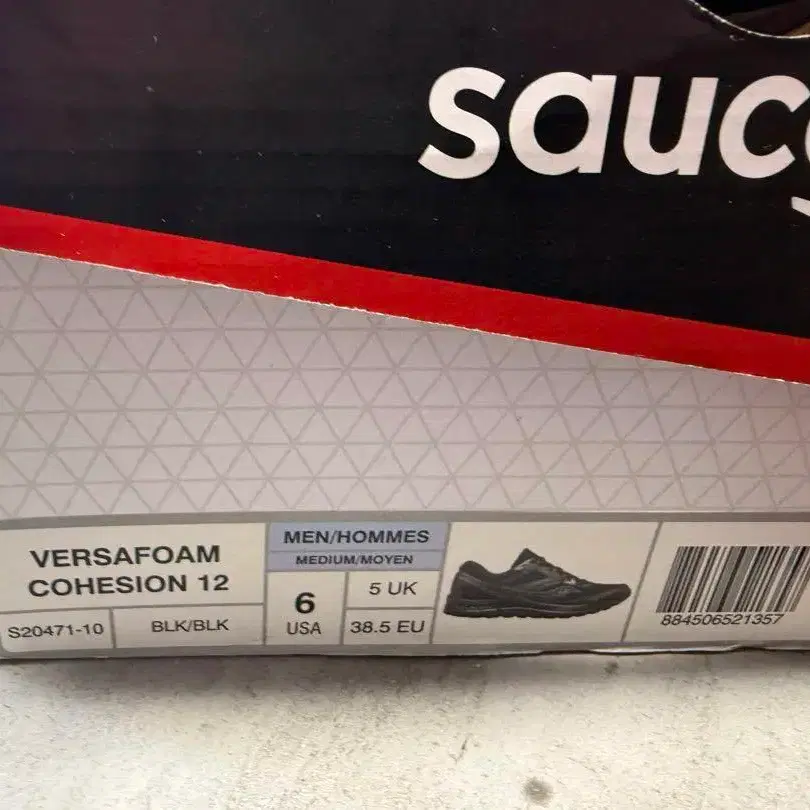 sauc
VERSAFOAM
COHESION 12
S20471-10
BLK/BLK
MEN/HOMMES
MEDIUM/MOYEN
6
USA
5 UK
38.5 EU
884506521357